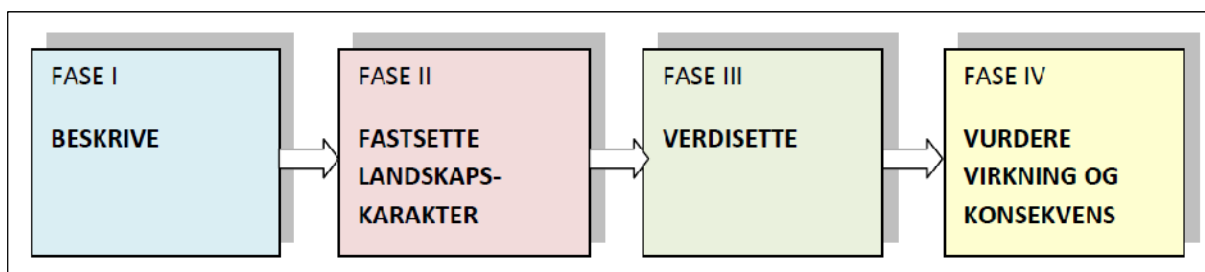 FASE I
BESKRIVE
FASE II
FASTSETTE
LANDSKAPS-
KARAKTER
FASE III
VERDISETTE
FASE IV
VURDERE
VIRKNING OG
KONSEKVENS